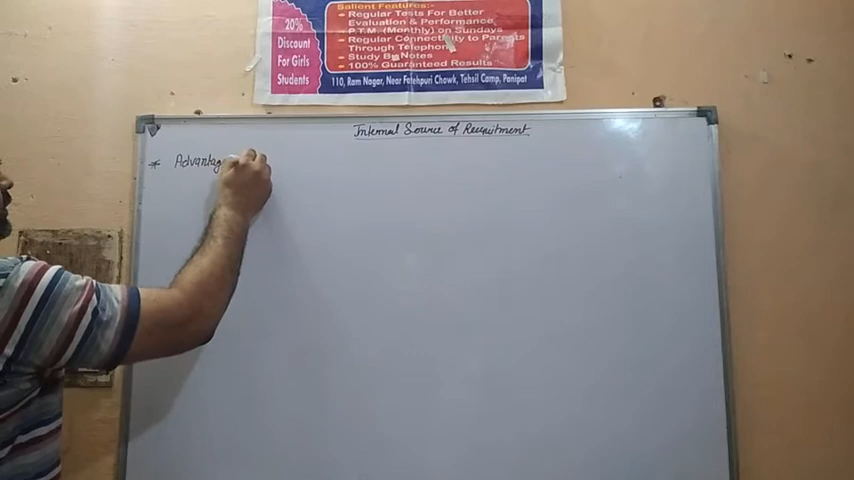 Salient Features:-
Regular Tests For Better
Evaluation & Performance
P.T.M. (Monthly) on Sundays
Regular Connectivity to Parents
Through Telephone
Study By Notes
100% Guaranteed Results
20%
Discount
For Girls
Students
110, Ram Nagar, Near Fatehpuri Chowk, Tehsil Camp, Panipat
Internal Source of Recruitment
* Advantag